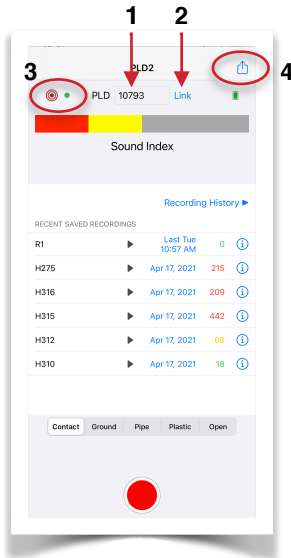 1 2
3 4
PLD2
PLD 10793 Link
Sound Index
Recording History ▶
RECENT SAVED RECORDINGS
R1 Last Tue 10:57 AM 0
H275 Apr 17, 2021 215
H316 Apr 17, 2021 209
H315 Apr 17, 2021 442
H312 Apr 17, 2021 66
H310 Apr 17, 2021 18
Contact Ground Pipe Plastic Open